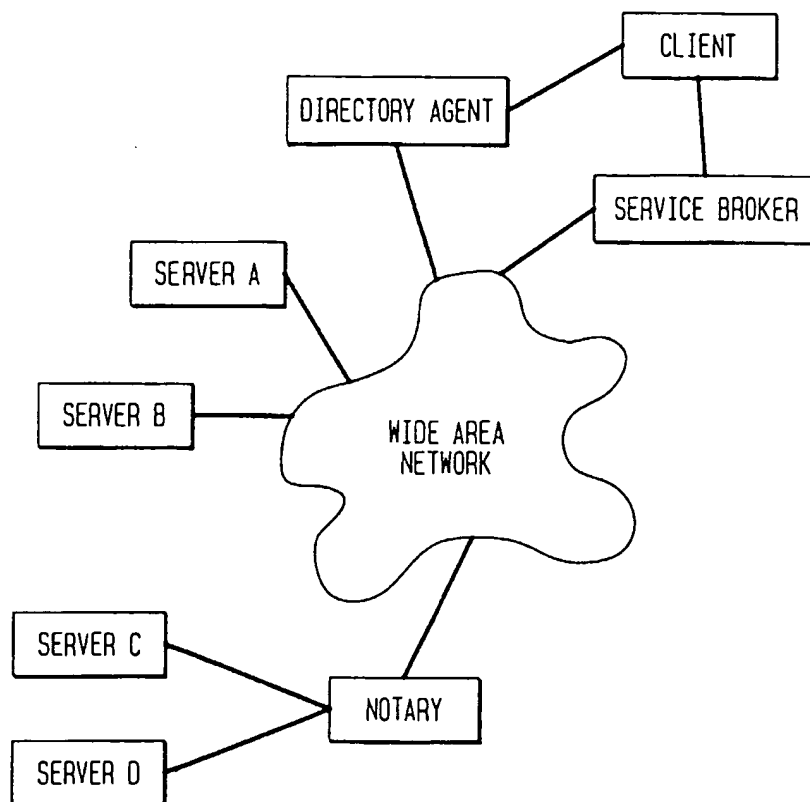 CLIENT
DIRECTORY AGENT
SERVICE BROKER
SERVER A
SERVER B
WIDE AREA
NETWORK
SERVER C
NOTARY
SERVER D